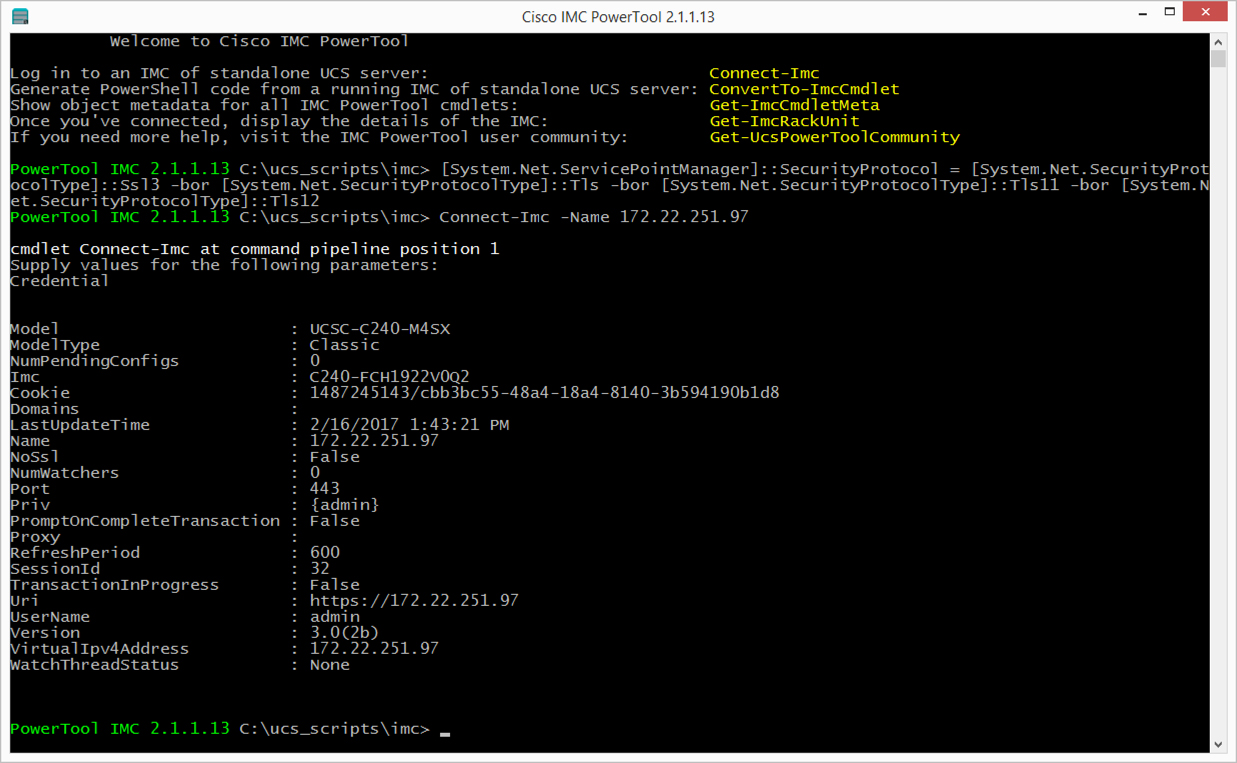 Cisco IMC PowerTool 2.1.1.13
Welcome to Cisco IMC PowerTool
Log in to an IMC of standalone UCS server: Connect-Imc
Generate PowerShell code from a running IMC of standalone UCS server: ConvertTo-ImcCmdlet
Show object metadata for all IMC PowerTool cmdlets: Get-ImcCmdletMeta
Once you've connected, display the details of the IMC: Get-ImcRackUnit
If you need more help, visit the IMC PowerTool user community: Get-UcsPowerToolCommunity
PowerTool IMC 2.1.1.13 C:\ucs_scripts\imc> [System.Net.ServicePointManager]::SecurityProtocol = [System.Net.SecurityProt
ocolType]::Ssl3 -bor [System.Net.SecurityProtocolType]::Tls -bor [System.Net.SecurityProtocolType]::Tls11 -bor [System.N
et.SecurityProtocolType]::Tls12
PowerTool IMC 2.1.1.13 C:\ucs_scripts\imc> Connect-Imc -Name 172.22.251.97
cmdlet Connect-Imc at command pipeline position 1
Supply values for the following parameters:
Credential
Model : UCSC-C240-M4SX
ModelType : Classic
NumPendingConfigs : 0
Imc : C240-FCH1922V0Q2
Cookie : 1487245143/cbb3bc55-48a4-18a4-8140-3b594190b1d8
Domains :
LastUpdateTime : 2/16/2017 1:43:21 PM
Name : 172.22.251.97
NoSsl : False
NumWatchers : 0
Port : 443
Priv : {admin}
PromptOnCompleteTransaction : False
Proxy :
RefreshPeriod : 600
SessionId : 32
TransactionInProgress : False
Uri : https://172.22.251.97
UserName : admin
Version : 3.0(2b)
VirtualIpv4Address : 172.22.251.97
WatchThreadStatus : None
PowerTool IMC 2.1.1.13 C:\ucs_scripts\imc> _